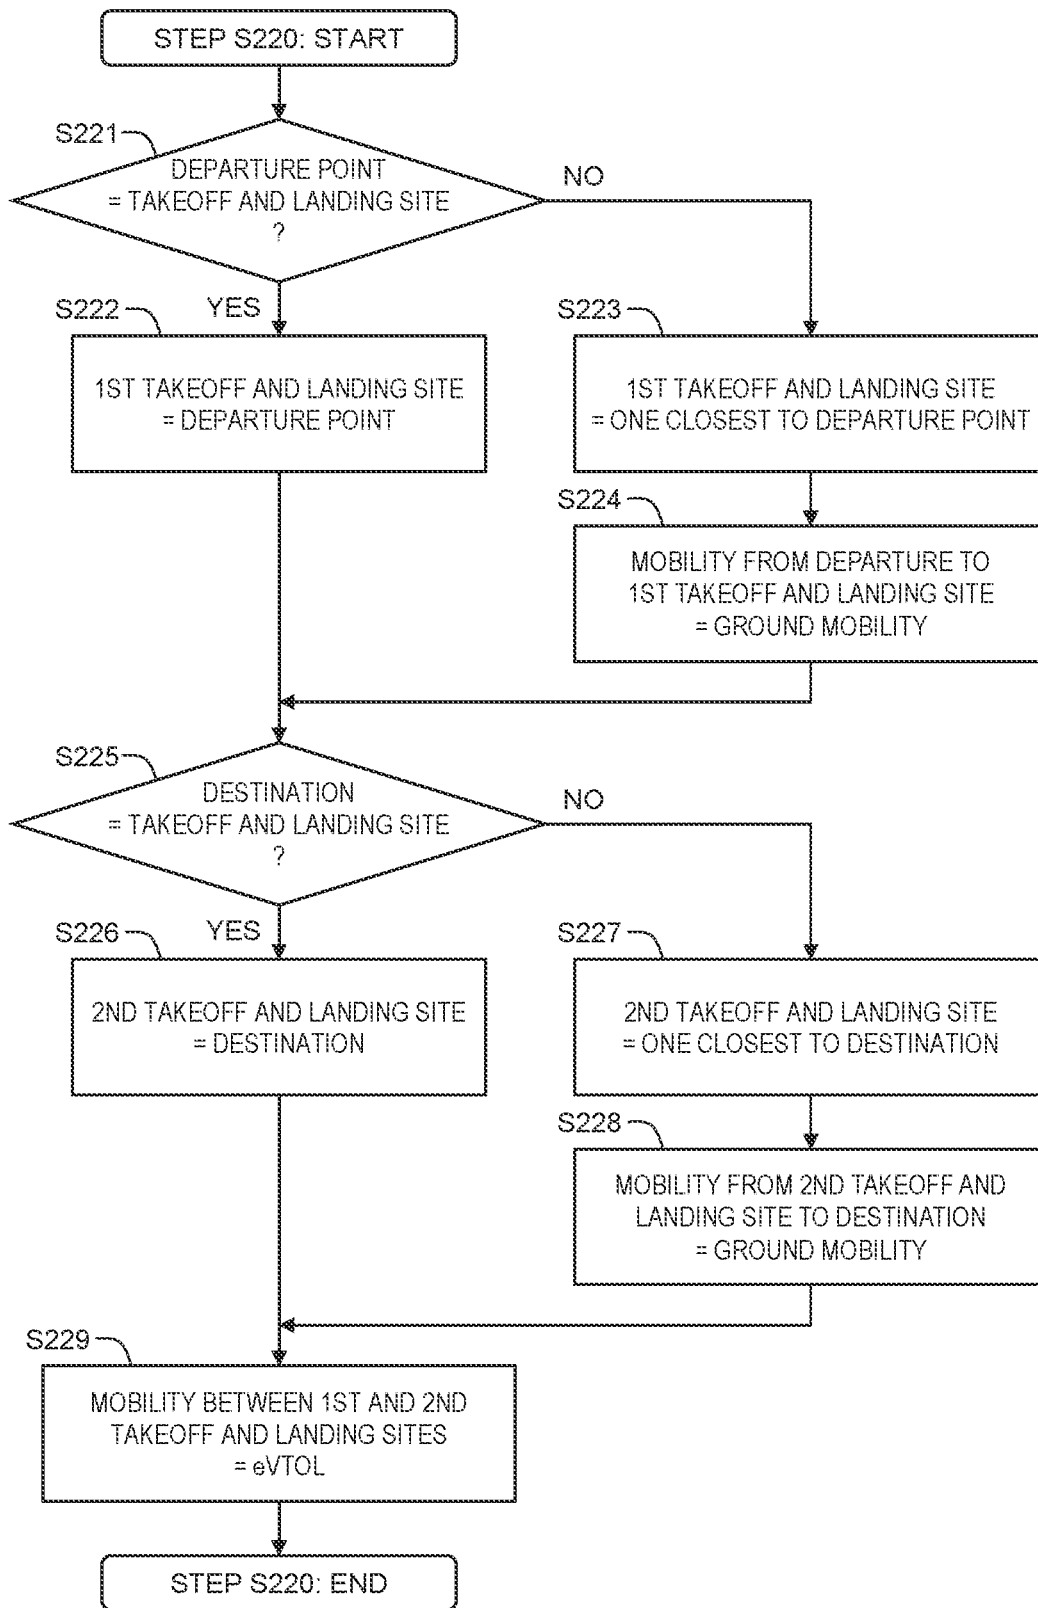 STEP S220: START
S221
DEPARTURE POINT
= TAKEOFF AND LANDING SITE
?
NO
YES
S222
1ST TAKEOFF AND LANDING SITE
= DEPARTURE POINT
S223
1ST TAKEOFF AND LANDING SITE
= ONE CLOSEST TO DEPARTURE POINT
S224
MOBILITY FROM DEPARTURE TO
1ST TAKEOFF AND LANDING SITE
= GROUND MOBILITY
S225
DESTINATION
= TAKEOFF AND LANDING SITE
?
NO
YES
S226
2ND TAKEOFF AND LANDING SITE
= DESTINATION
S227
2ND TAKEOFF AND LANDING SITE
= ONE CLOSEST TO DESTINATION
S228
MOBILITY FROM 2ND TAKEOFF AND
LANDING SITE TO DESTINATION
= GROUND MOBILITY
S229
MOBILITY BETWEEN 1ST AND 2ND
TAKEOFF AND LANDING SITES
= eVTOL
STEP S220: END